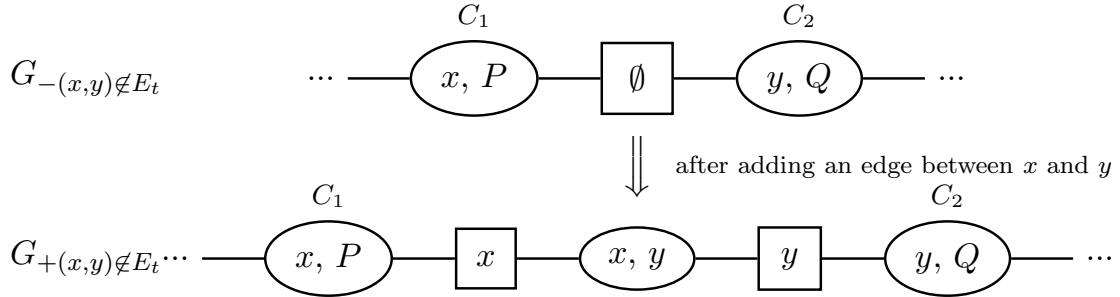 C₁ C₂
G₋₍ₓ,y₎∉Eₜ ··· x, P ∅ y, Q ···
after adding an edge between x and y
C₁ C₂
G₊₍ₓ,y₎∉Eₜ ··· x, P x x, y y y, Q ···